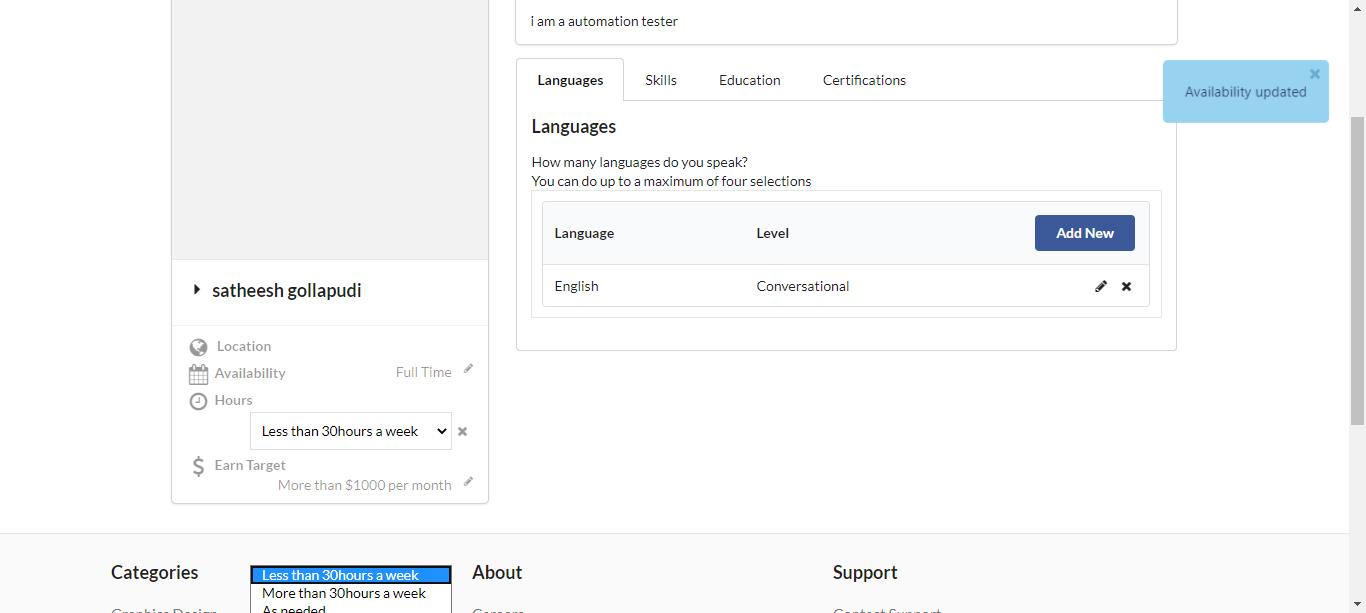 i am a automation tester
Languages Skills Education Certifications
Availability updated
Languages
How many languages do you speak?
You can do up to a maximum of four selections
Language Level Add New
English Conversational
satheesh gollapudi
Location
Availability Full Time
Hours
Less than 30hours a week
Earn Target
More than $1000 per month
Categories About Support
Less than 30hours a week
More than 30hours a week
As needed
Graphics Design Careers Contact Support